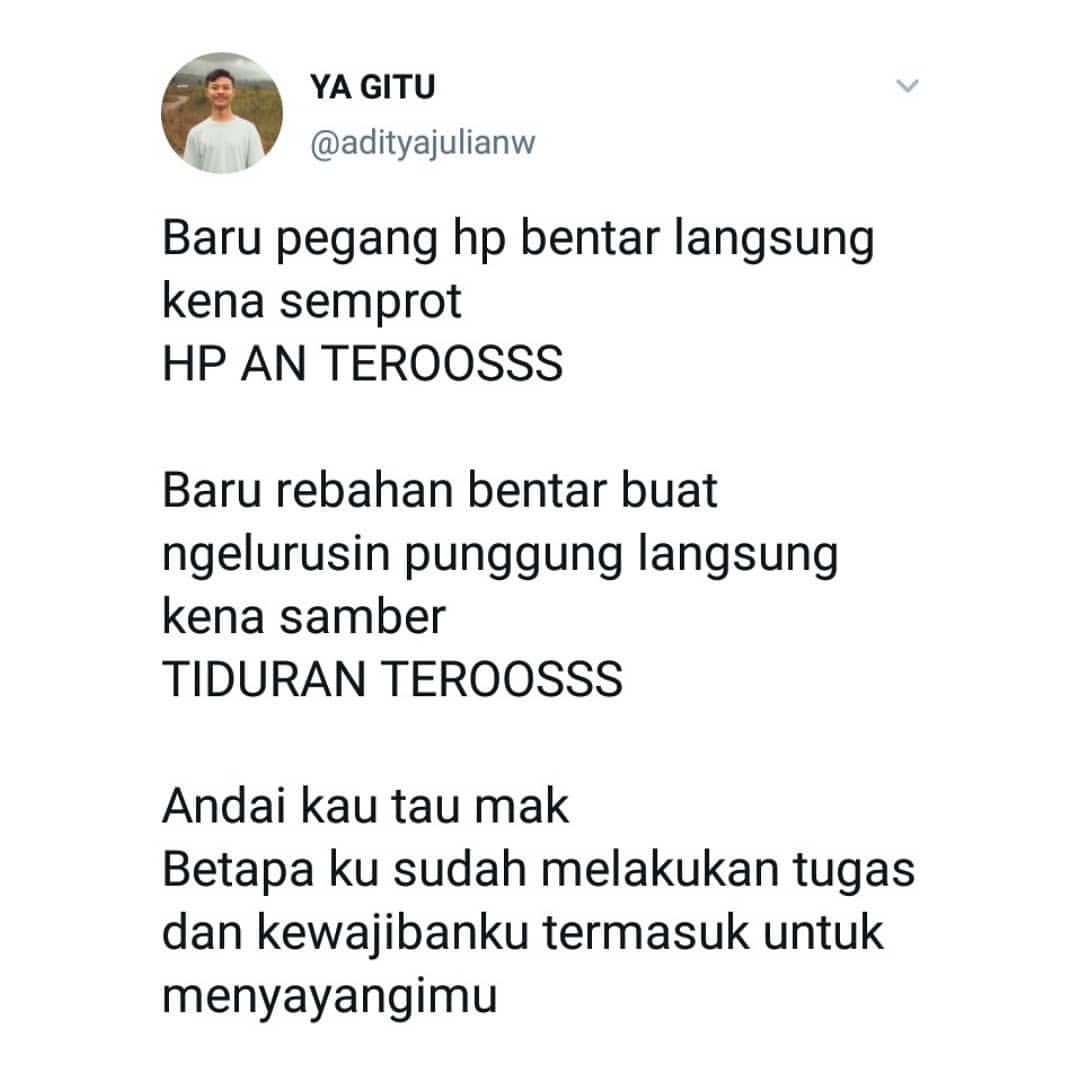 YA GITU
@adityajulianw
Baru pegang hp bentar langsung
kena semprot
HP AN TEROOSSS
Baru rebahan bentar buat
ngelurusin punggung langsung
kena samber
TIDURAN TEROOSSS
Andai kau tau mak
Betapa ku sudah melakukan tugas
dan kewajibanku termasuk untuk
menyayangimu